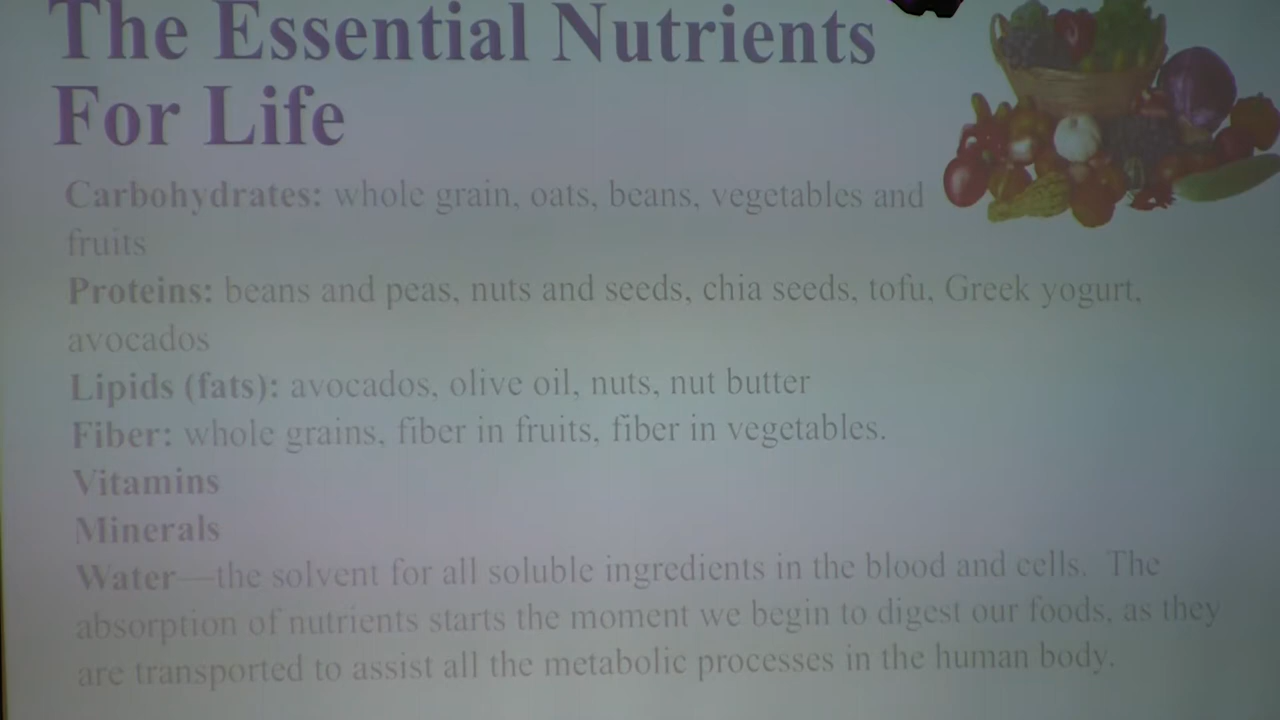 The Essential Nutrients
For Life
Carbohydrates: whole grain, oats, beans, vegetables and
fruits
Proteins: beans and peas, nuts and seeds, chia seeds, tofu, Greek yogurt,
avocados
Lipids (fats): avocados, olive oil, nuts, nut butter
Fiber: whole grains, fiber in fruits, fiber in vegetables.
Vitamins
Minerals
Water—the solvent for all soluble ingredients in the blood and cells. The
absorption of nutrients starts the moment we begin to digest our foods, as they
are transported to assist all the metabolic processes in the human body.